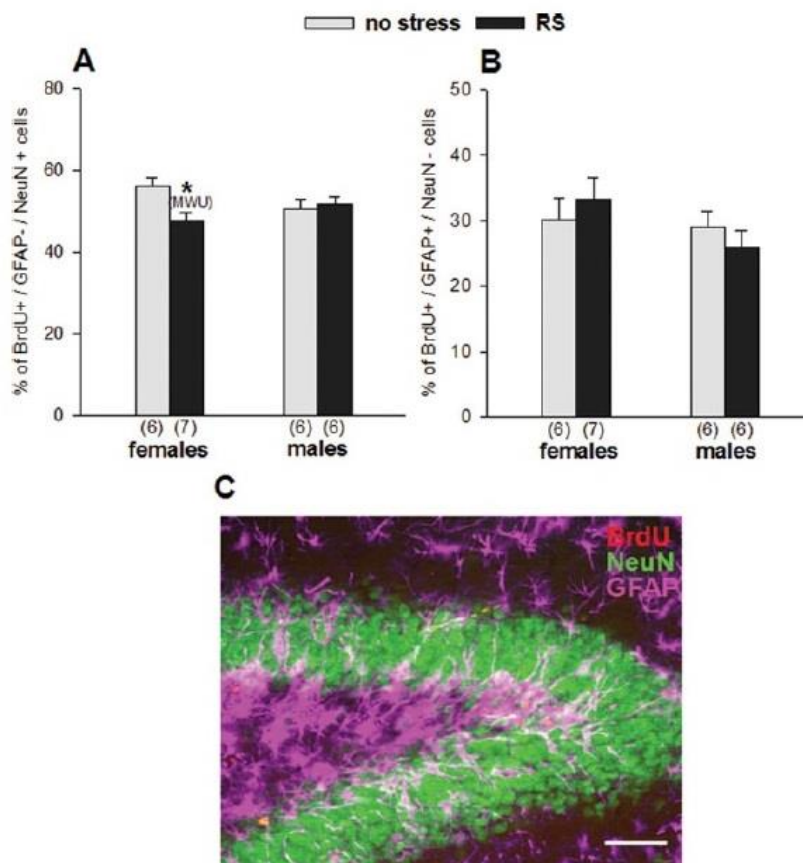 no stress RS
A
% of BrdU+ / GFAP- / NeuN + cells
80
60
40
20
0
*
(MWU)
(6) (7) (6) (6)
females males
B
% of BrdU+ / GFAP+ / NeuN - cells
50
40
30
20
10
0
(6) (7) (6) (6)
females males
C
BrdU
NeuN
GFAP